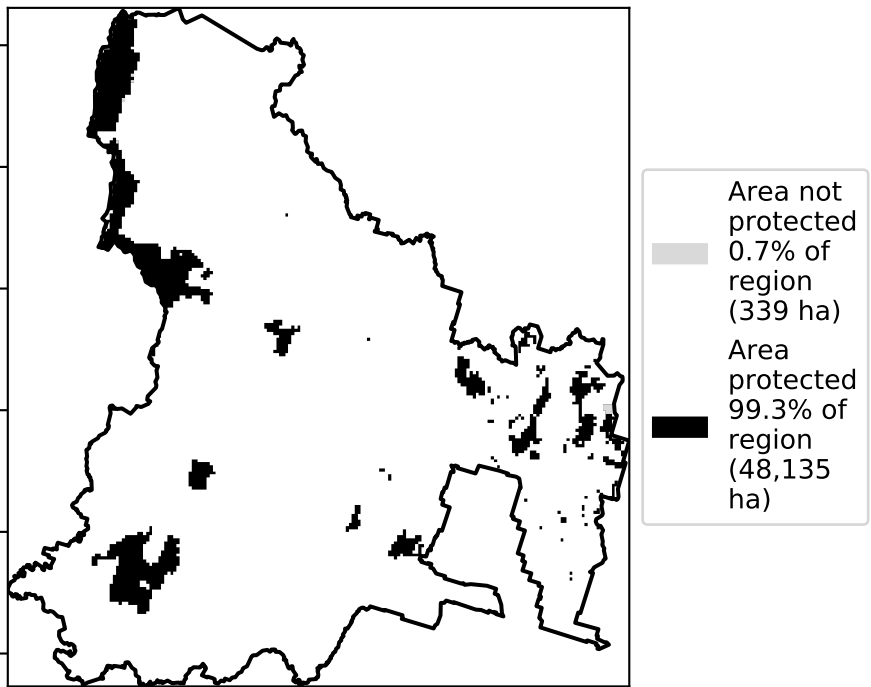 Area not
protected
0.7% of
region
(339 ha)
Area
protected
99.3% of
region
(48,135
ha)